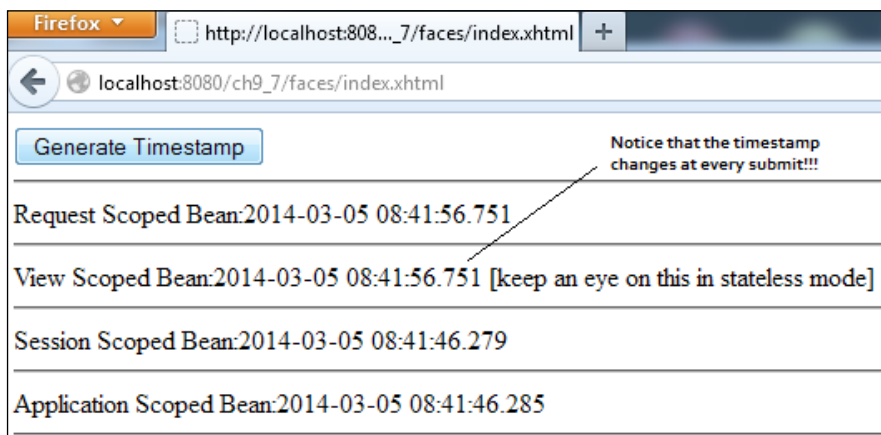 Firefox
http://localhost:808..._7/faces/index.xhtml
localhost:8080/ch9_7/faces/index.xhtml
Generate Timestamp
Notice that the timestamp
changes at every submit!!!
Request Scoped Bean:2014-03-05 08:41:56.751
View Scoped Bean:2014-03-05 08:41:56.751 [keep an eye on this in stateless mode]
Session Scoped Bean:2014-03-05 08:41:46.279
Application Scoped Bean:2014-03-05 08:41:46.285